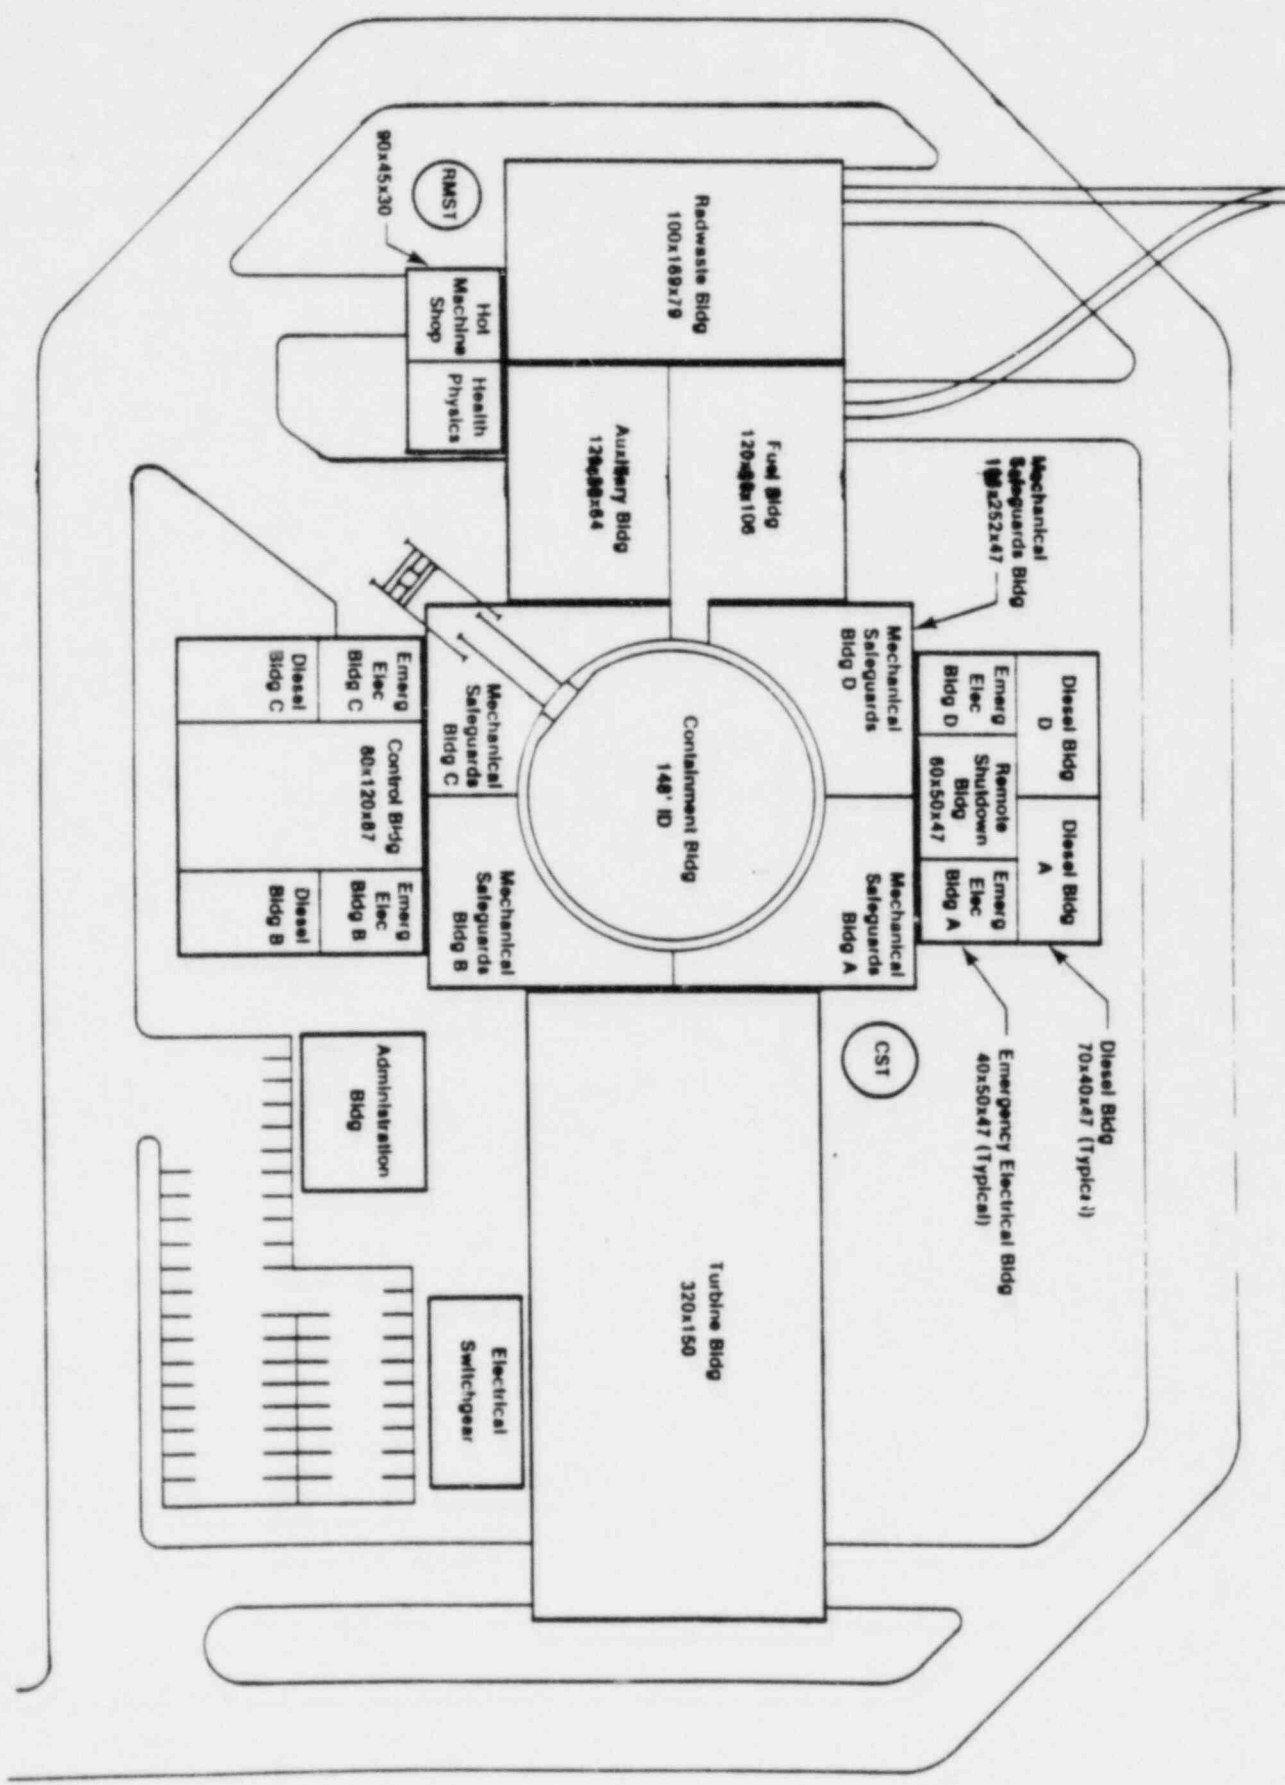 90x45x30
RMST
Hot
Machine
Shop
Health
Physics
Radwaste Bldg
100x169x79
Auxiliary Bldg
Fuel Bldg
Mechanical
Safeguards Bldg
Mechanical
Safeguards
Bldg D
Mechanical
Safeguards
Bldg C
Mechanical
Safeguards
Bldg B
Mechanical
Safeguards
Bldg A
Containment Bldg
148' ID
Diesel Bldg
D
Diesel Bldg
A
Emerg
Elec
Bldg D
Remote
Shutdown
Bldg
60x50x47
Emerg
Elec
Bldg A
Emerg
Elec
Bldg C
Diesel
Bldg C
Control Bldg
80x120x87
Emerg
Elec
Bldg B
Diesel
Bldg B
Diesel Bldg
70x40x47 (Typical)
Emergency Electrical Bldg
40x50x47 (Typical)
CST
Administration
Bldg
Turbine Bldg
320x150
Electrical
Switchgear